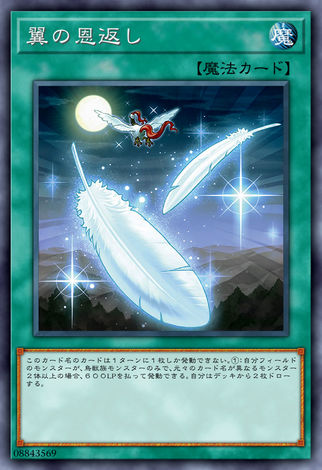 翼の恩返し
魔
【魔法カード】
このカード名のカードは1ターンに1枚しか発動できない。①:自分フィールド
のモンスターが、鳥獣族モンスターのみで、元々のカード名が異なるモンスター
2体以上の場合、600LPを払って発動できる。自分はデッキから2枚ドロー
する。
08843569